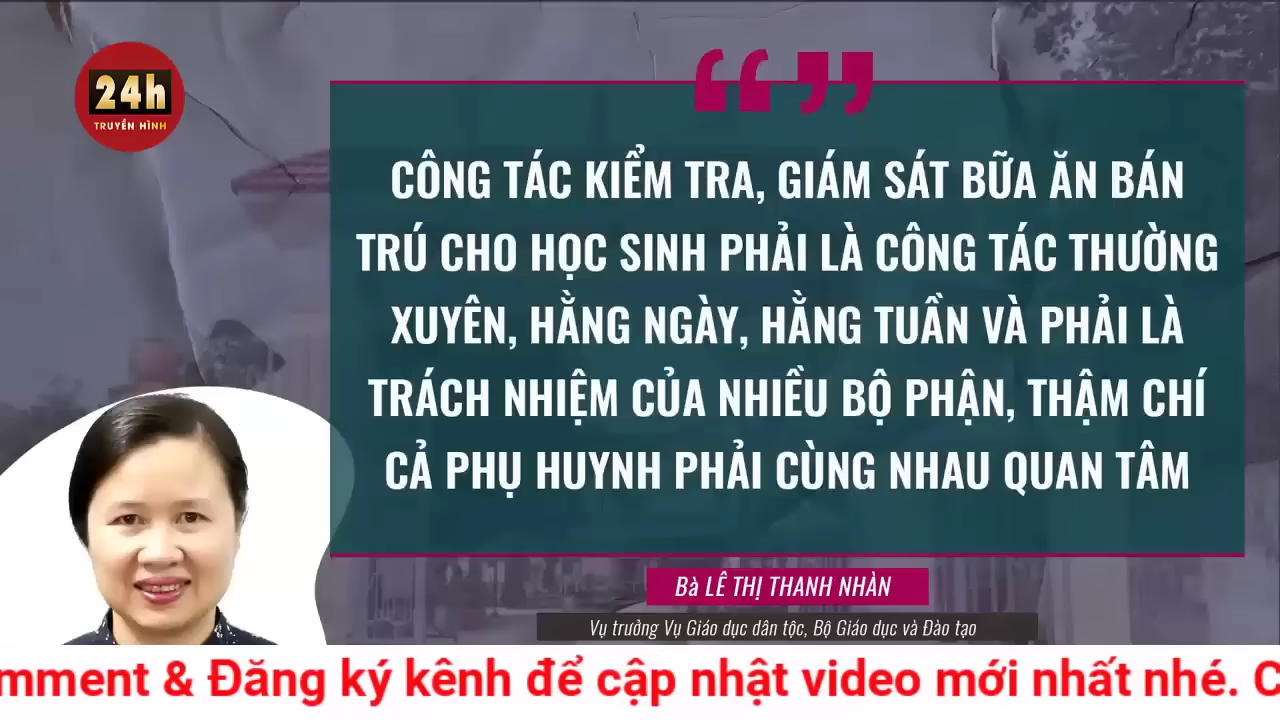 24h
TRUYỀN HÌNH
CÔNG TÁC KIỂM TRA, GIÁM SÁT BỮA ĂN BÁN
TRÚ CHO HỌC SINH PHẢI LÀ CÔNG TÁC THƯỜNG
XUYÊN, HẰNG NGÀY, HẰNG TUẦN VÀ PHẢI LÀ
TRÁCH NHIỆM CỦA NHIỀU BỘ PHẬN, THẬM CHÍ
CẢ PHỤ HUYNH PHẢI CÙNG NHAU QUAN TÂM
Bà LÊ THỊ THANH NHÀN
Vụ trưởng Vụ Giáo dục dân tộc, Bộ Giáo dục và Đào tạo
mment & Đăng ký kênh để cập nhật video mới nhất nhé. C